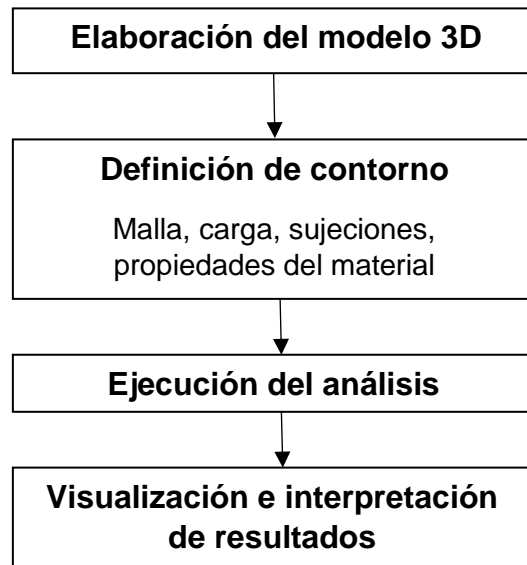 Elaboración del modelo 3D
Definición de contorno
Malla, carga, sujeciones,
propiedades del material
Ejecución del análisis
Visualización e interpretación
de resultados